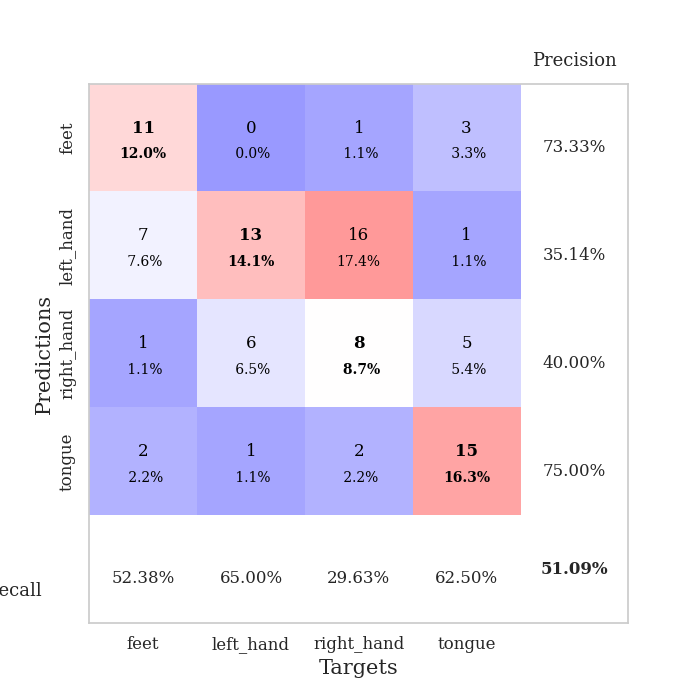 Precision
feet
11 0 1 3
12.0% 0.0% 1.1% 3.3%
73.33%
left_hand
7 13 16 1
7.6% 14.1% 17.4% 1.1%
35.14%
Predictions
right_hand
1 6 8 5
1.1% 6.5% 8.7% 5.4%
40.00%
tongue
2 1 2 15
2.2% 1.1% 2.2% 16.3%
75.00%
ecall
52.38% 65.00% 29.63% 62.50% 51.09%
feet left_hand right_hand tongue
Targets